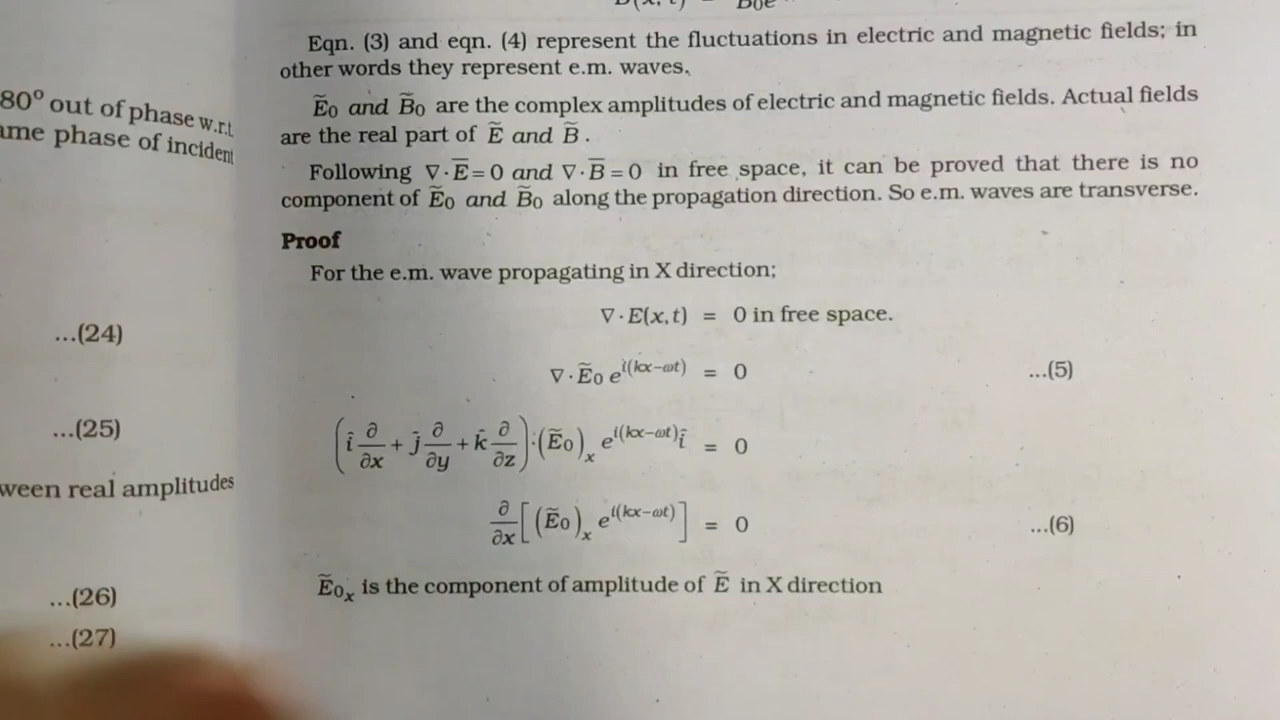 80° out of phase w.r.t.
ame phase of incident
...(24)
...(25)
ween real amplitudes
...(26)
...(27)
Eqn. (3) and eqn. (4) represent the fluctuations in electric and magnetic fields; in
other words they represent e.m. waves.
Ẽ₀ and B̃₀ are the complex amplitudes of electric and magnetic fields. Actual fields
are the real part of Ẽ and B̃ .
Following ∇·E̅ = 0 and ∇·B̅ = 0 in free space, it can be proved that there is no
component of Ẽ₀ and B̃₀ along the propagation direction. So e.m. waves are transverse.
Proof
For the e.m. wave propagating in X direction;
∇·E(x,t) = 0 in free space.
∇·Ẽ₀ e^{i(kx−ωt)} = 0 ...(5)
(î ∂/∂x + ĵ ∂/∂y + k̂ ∂/∂z)·(Ẽ₀)ₓ e^{i(kx−ωt)} î = 0
∂/∂x [(Ẽ₀)ₓ e^{i(kx−ωt)}] = 0 ...(6)
Ẽ₀ₓ is the component of amplitude of Ẽ in X direction